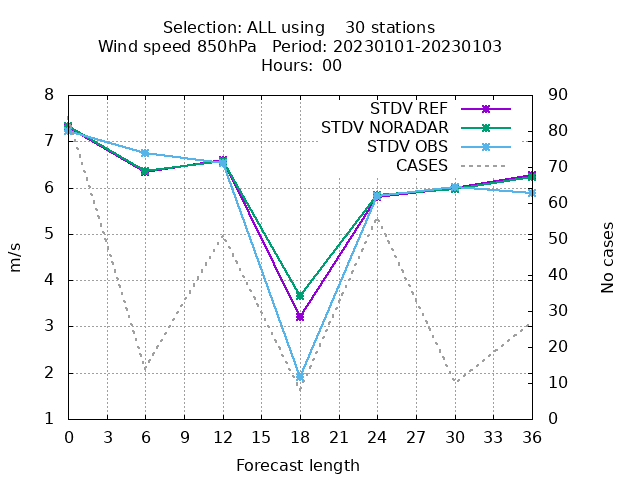 Selection: ALL using    30 stations
Wind speed 850hPa   Period: 20230101-20230103
Hours: 00
STDV REF
STDV NORADAR
STDV OBS
CASES
8
7
6
5
4
3
2
1
m/s
90
80
70
60
50
40
30
20
10
0
No cases
0 3 6 9 12 15 18 21 24 27 30 33 36
Forecast length